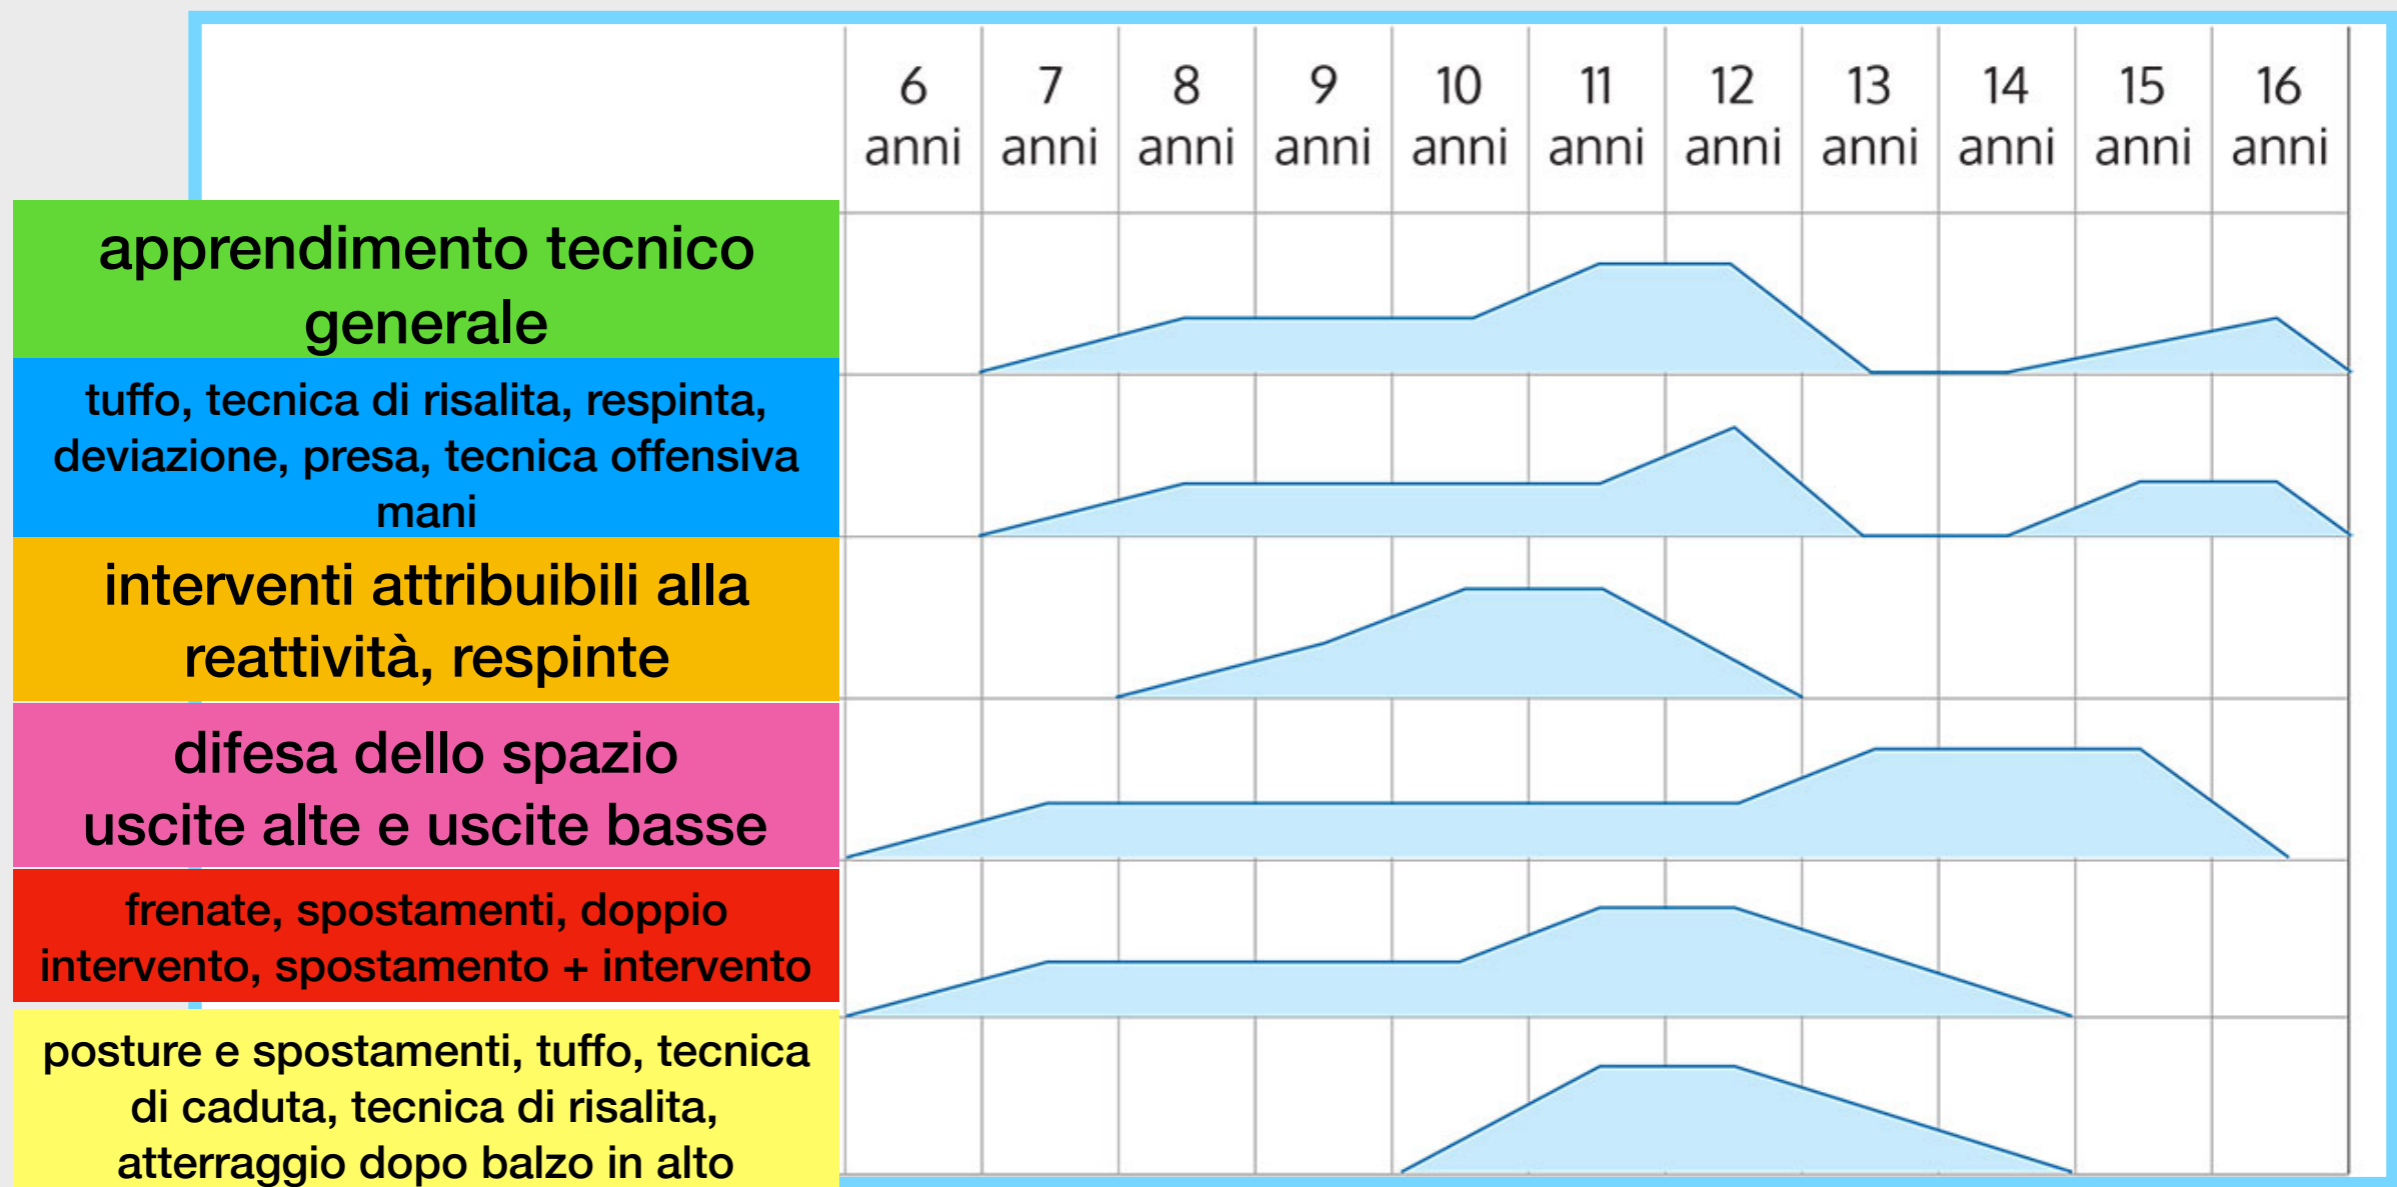 6 7 8 9 10 11 12 13 14 15 16
anni anni anni anni anni anni anni anni anni anni anni
apprendimento tecnico
generale
tuffo, tecnica di risalita, respinta,
deviazione, presa, tecnica offensiva
mani
interventi attribuibili alla
reattività, respinte
difesa dello spazio
uscite alte e uscite basse
frenate, spostamenti, doppio
intervento, spostamento + intervento
posture e spostamenti, tuffo, tecnica
di caduta, tecnica di risalita,
atterraggio dopo balzo in alto